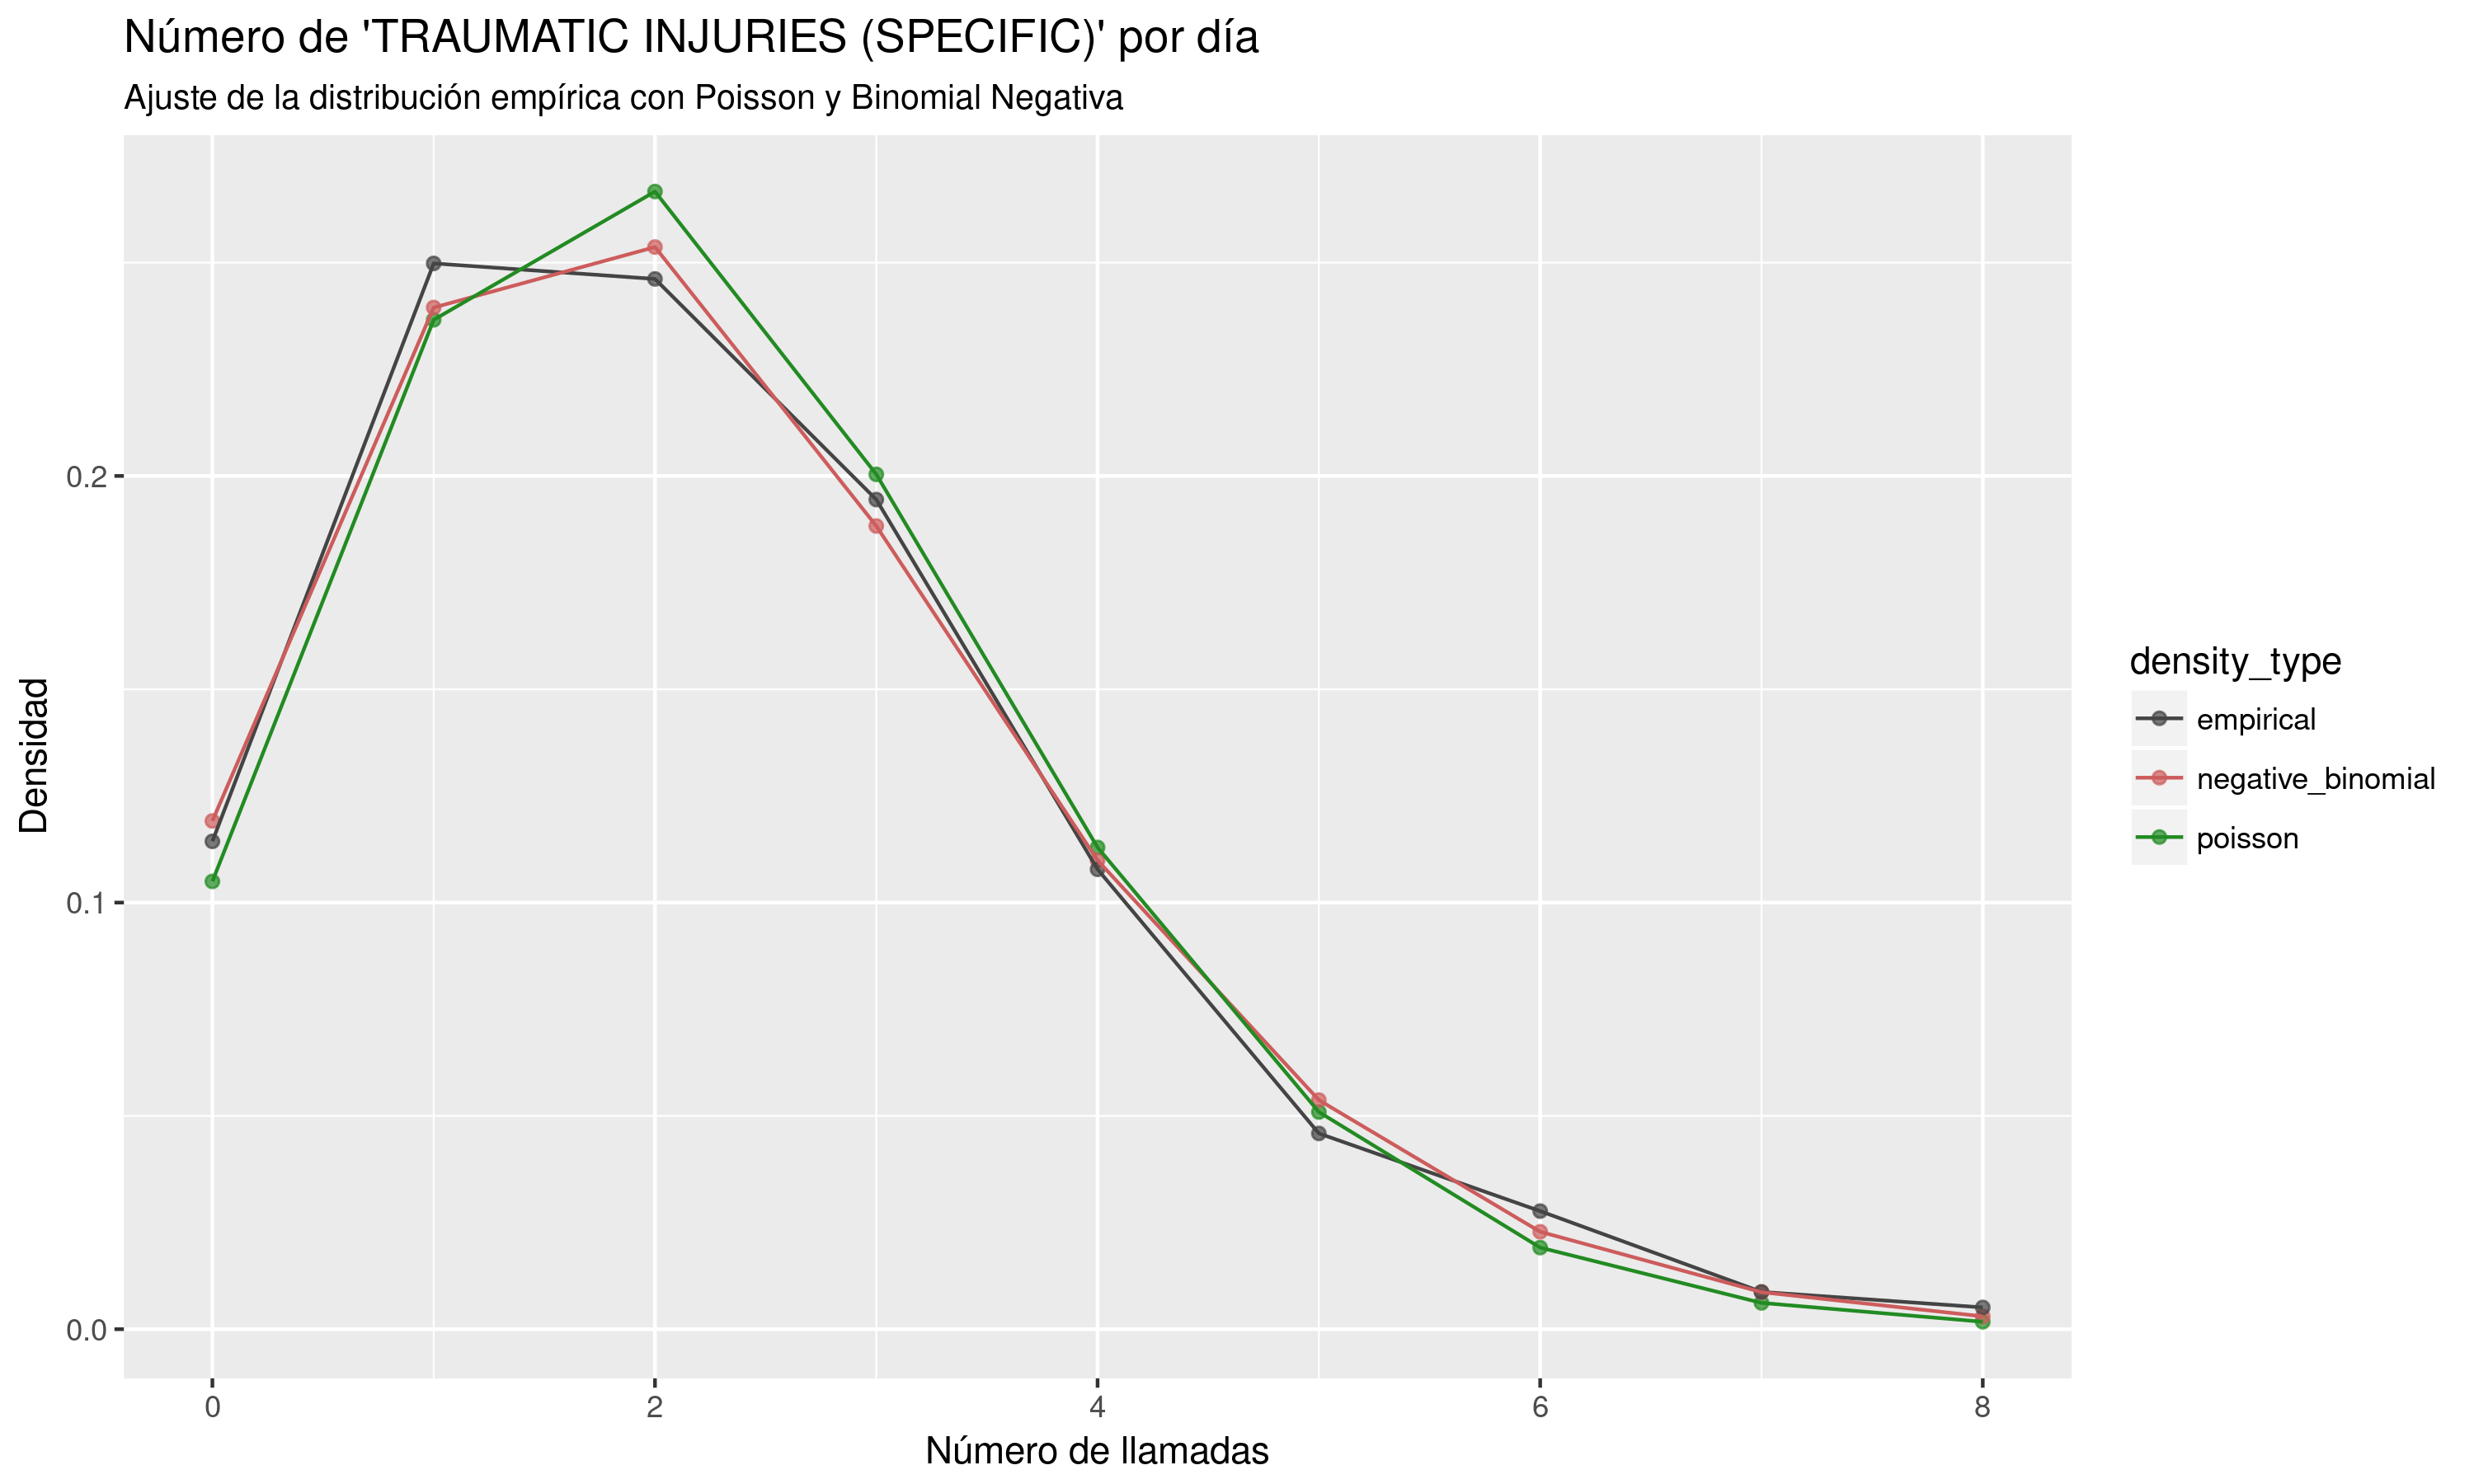 Número de 'TRAUMATIC INJURIES (SPECIFIC)' por día
Ajuste de la distribución empírica con Poisson y Binomial Negativa
Densidad
0.2
0.1
0.0
0 2 4 6 8
Número de llamadas
density_type
empirical
negative_binomial
poisson